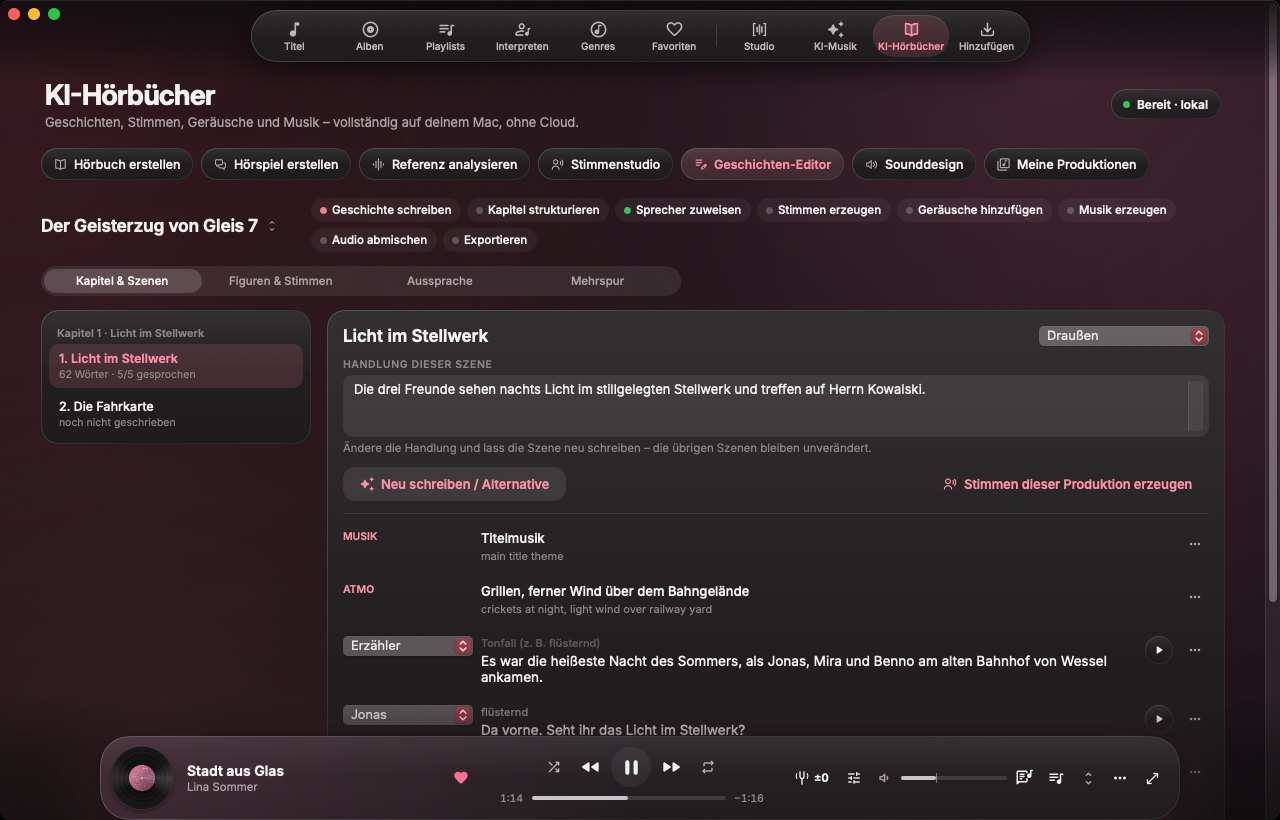 Titel
Alben
Playlists
Interpreten
Genres
Favoriten
Studio
KI-Musik
KI-Hörbücher
Hinzufügen
KI-Hörbücher
Geschichten, Stimmen, Geräusche und Musik – vollständig auf deinem Mac, ohne Cloud.
Bereit · lokal
Hörbuch erstellen
Hörspiel erstellen
Referenz analysieren
Stimmenstudio
Geschichten-Editor
Sounddesign
Meine Produktionen
Der Geisterzug von Gleis 7
Geschichte schreiben
Kapitel strukturieren
Sprecher zuweisen
Stimmen erzeugen
Geräusche hinzufügen
Musik erzeugen
Audio abmischen
Exportieren
Kapitel & Szenen
Figuren & Stimmen
Aussprache
Mehrspur
Kapitel 1 · Licht im Stellwerk
1. Licht im Stellwerk
62 Wörter · 5/5 gesprochen
2. Die Fahrkarte
noch nicht geschrieben
Licht im Stellwerk
Draußen
HANDLUNG DIESER SZENE
Die drei Freunde sehen nachts Licht im stillgelegten Stellwerk und treffen auf Herrn Kowalski.
Ändere die Handlung und lass die Szene neu schreiben – die übrigen Szenen bleiben unverändert.
Neu schreiben / Alternative
Stimmen dieser Produktion erzeugen
MUSIK
Titelmusik
main title theme
ATMO
Grillen, ferner Wind über dem Bahngelände
crickets at night, light wind over railway yard
Erzähler
Tonfall (z. B. flüsternd)
Es war die heißeste Nacht des Sommers, als Jonas, Mira und Benno am alten Bahnhof von Wessel
ankamen.
Jonas
flüsternd
Da vorne. Seht ihr das Licht im Stellwerk?
Stadt aus Glas
Lina Sommer
1:14
−1:16
±0